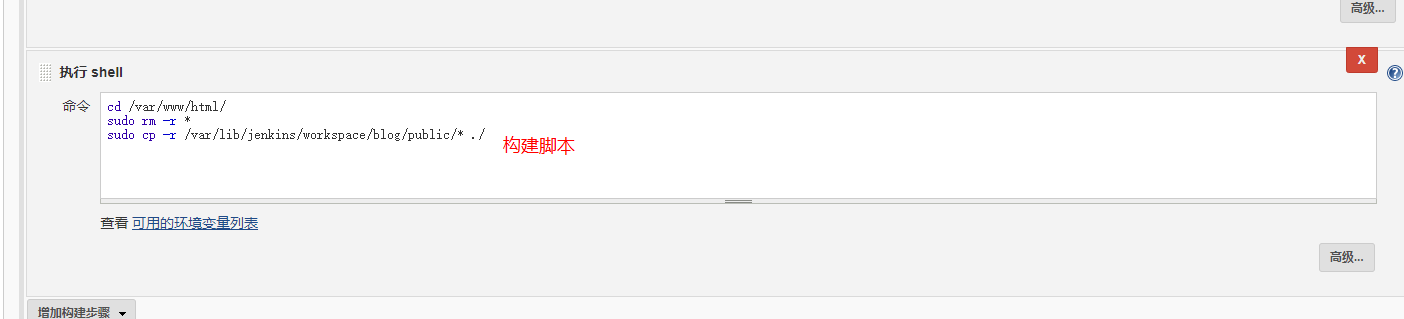 高级...
执行 shell
X
?
命令
cd /var/www/html/
sudo rm -r *
sudo cp -r /var/lib/jenkins/workspace/blog/public/* ./
构建脚本
查看 可用的环境变量列表
高级...
增加构建步骤